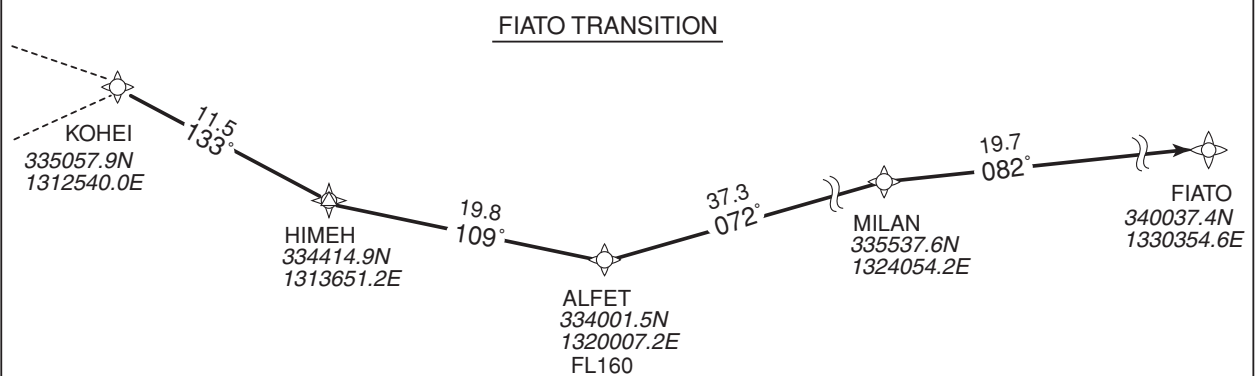 FIATO TRANSITION
KOHEI
335057.9N
1312540.0E
11.5
133°
HIMEH
334414.9N
1313651.2E
19.8
109°
ALFET
334001.5N
1320007.2E
FL160
37.3
072°
MILAN
335537.6N
1324054.2E
19.7
082°
FIATO
340037.4N
1330354.6E